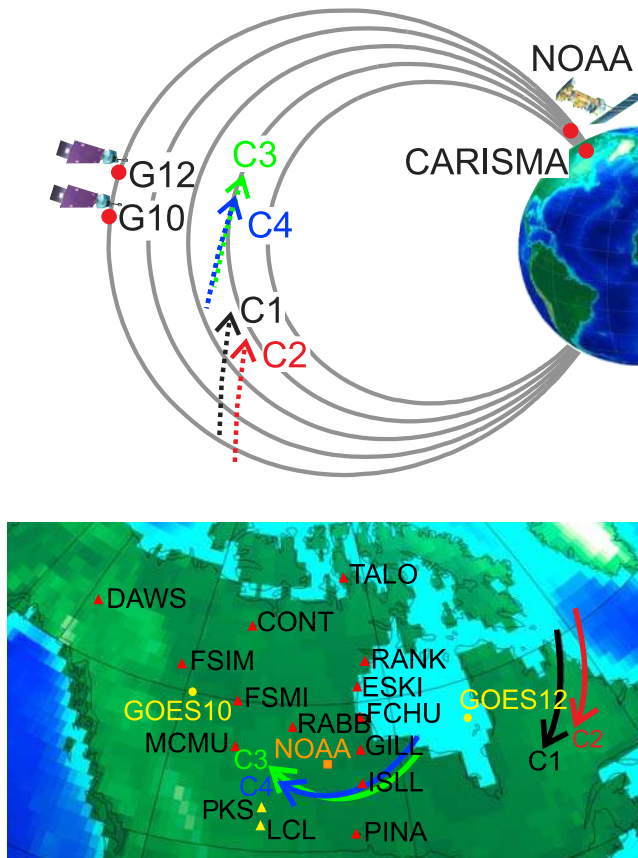 NOAA
CARISMA
G12
G10
C3
C4
C1
C2
TALO
DAWS
CONT
FSIM
RANK
ESKI
GOES10
FSMI
GOES12
FCHU
RABB
MCMU
NOAA
GILL
C3
C2
C1
C4
ISLL
PKS
LCL
PINA